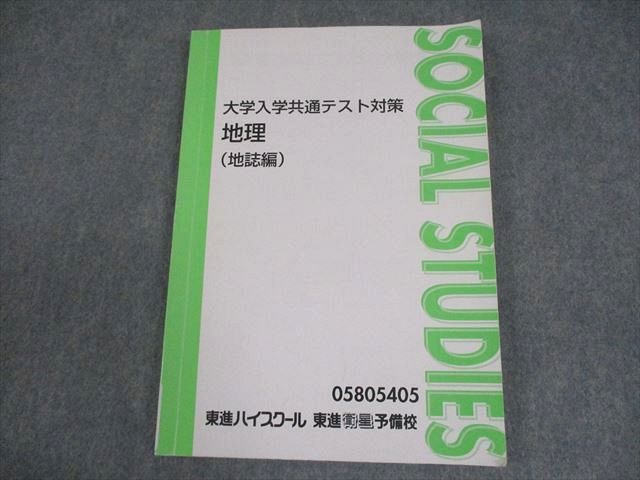 大学入学共通テスト対策
地理
（地誌編）
SOCIAL STUDIES
05805405
東進ハイスクール 東進衛星予備校